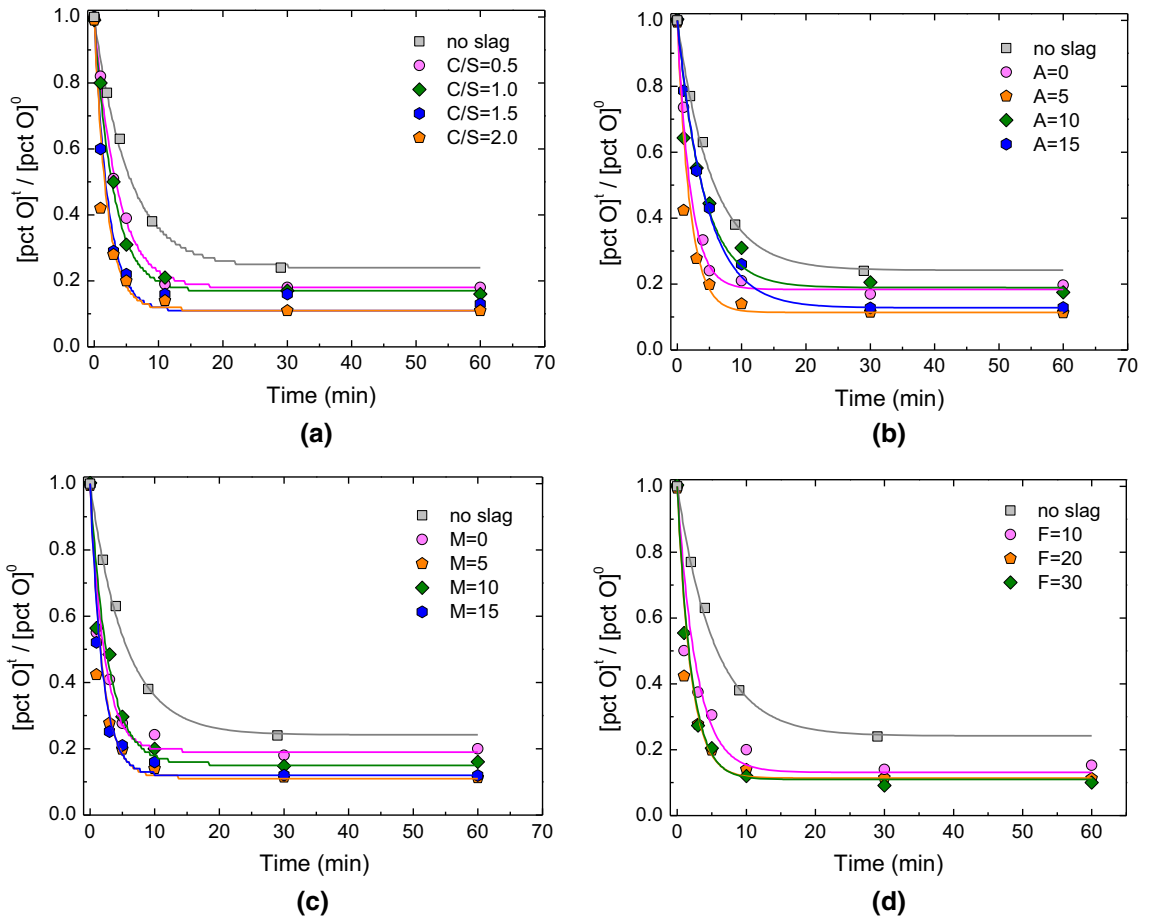 1.0
0.8
0.6
0.4
0.2
0.0
[pct O]ᵗ / [pct O]⁰
no slag
C/S=0.5
C/S=1.0
C/S=1.5
C/S=2.0
0 10 20 30 40 50 60 70
Time (min)
(a)
1.0
0.8
0.6
0.4
0.2
0.0
[pct O]ᵗ / [pct O]⁰
no slag
A=0
A=5
A=10
A=15
0 10 20 30 40 50 60 70
Time (min)
(b)
1.0
0.8
0.6
0.4
0.2
0.0
[pct O]ᵗ / [pct O]⁰
no slag
M=0
M=5
M=10
M=15
0 10 20 30 40 50 60 70
Time (min)
(c)
1.0
0.8
0.6
0.4
0.2
0.0
[pct O]ᵗ / [pct O]⁰
no slag
F=10
F=20
F=30
0 10 20 30 40 50 60
Time (min)
(d)